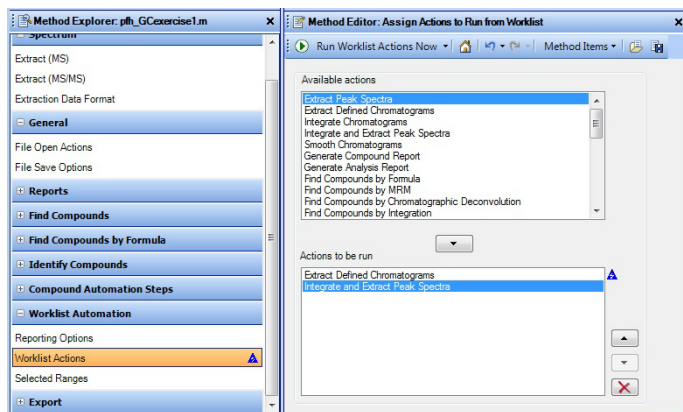 Method Explorer: pfh_GCexercise1.m
Spectrum
Extract (MS)
Extract (MS/MS)
Extraction Data Format
General
File Open Actions
File Save Options
Reports
Find Compounds
Find Compounds by Formula
Identify Compounds
Compound Automation Steps
Worklist Automation
Reporting Options
Worklist Actions
Selected Ranges
Export
Method Editor: Assign Actions to Run from Worklist
Run Worklist Actions Now
Method Items
Available actions
Extract Peak Spectra
Extract Defined Chromatograms
Integrate Chromatograms
Integrate and Extract Peak Spectra
Smooth Chromatograms
Generate Compound Report
Generate Analysis Report
Find Compounds by Formula
Find Compounds by MRM
Find Compounds by Chromatographic Deconvolution
Find Compounds by Integration
Actions to be run
Extract Defined Chromatograms
Integrate and Extract Peak Spectra